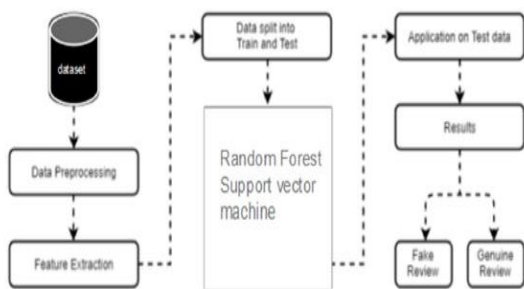 dataset
Data Preprocessing
Feature Extraction
Data split into
Train and Test
Random Forest
Support vector
machine
Application on Test data
Results
Fake
Review
Genuine
Review